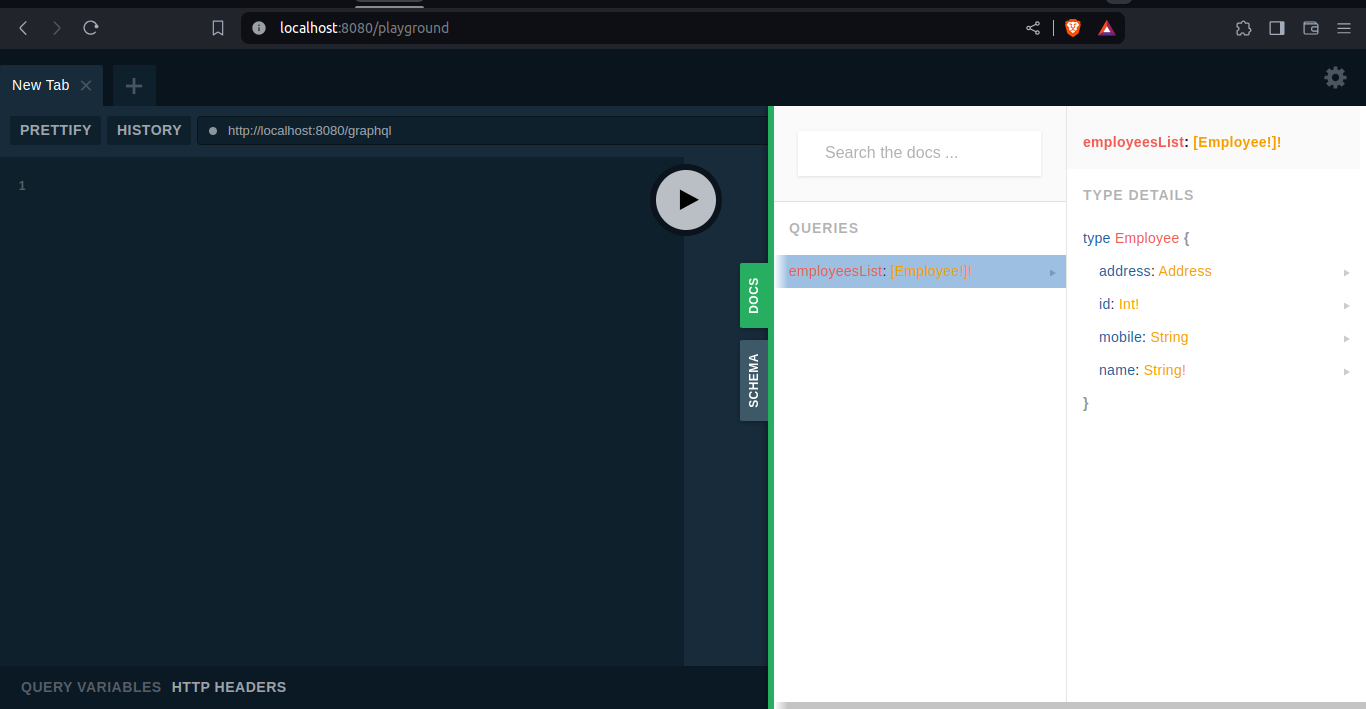 localhost:8080/playground
New Tab
PRETTIFY HISTORY http://localhost:8080/graphql
1
DOCS
SCHEMA
QUERY VARIABLES HTTP HEADERS
Search the docs ...
QUERIES
employeesList: [Employee!]!
employeesList: [Employee!]!
TYPE DETAILS
type Employee {
address: Address
id: Int!
mobile: String
name: String!
}